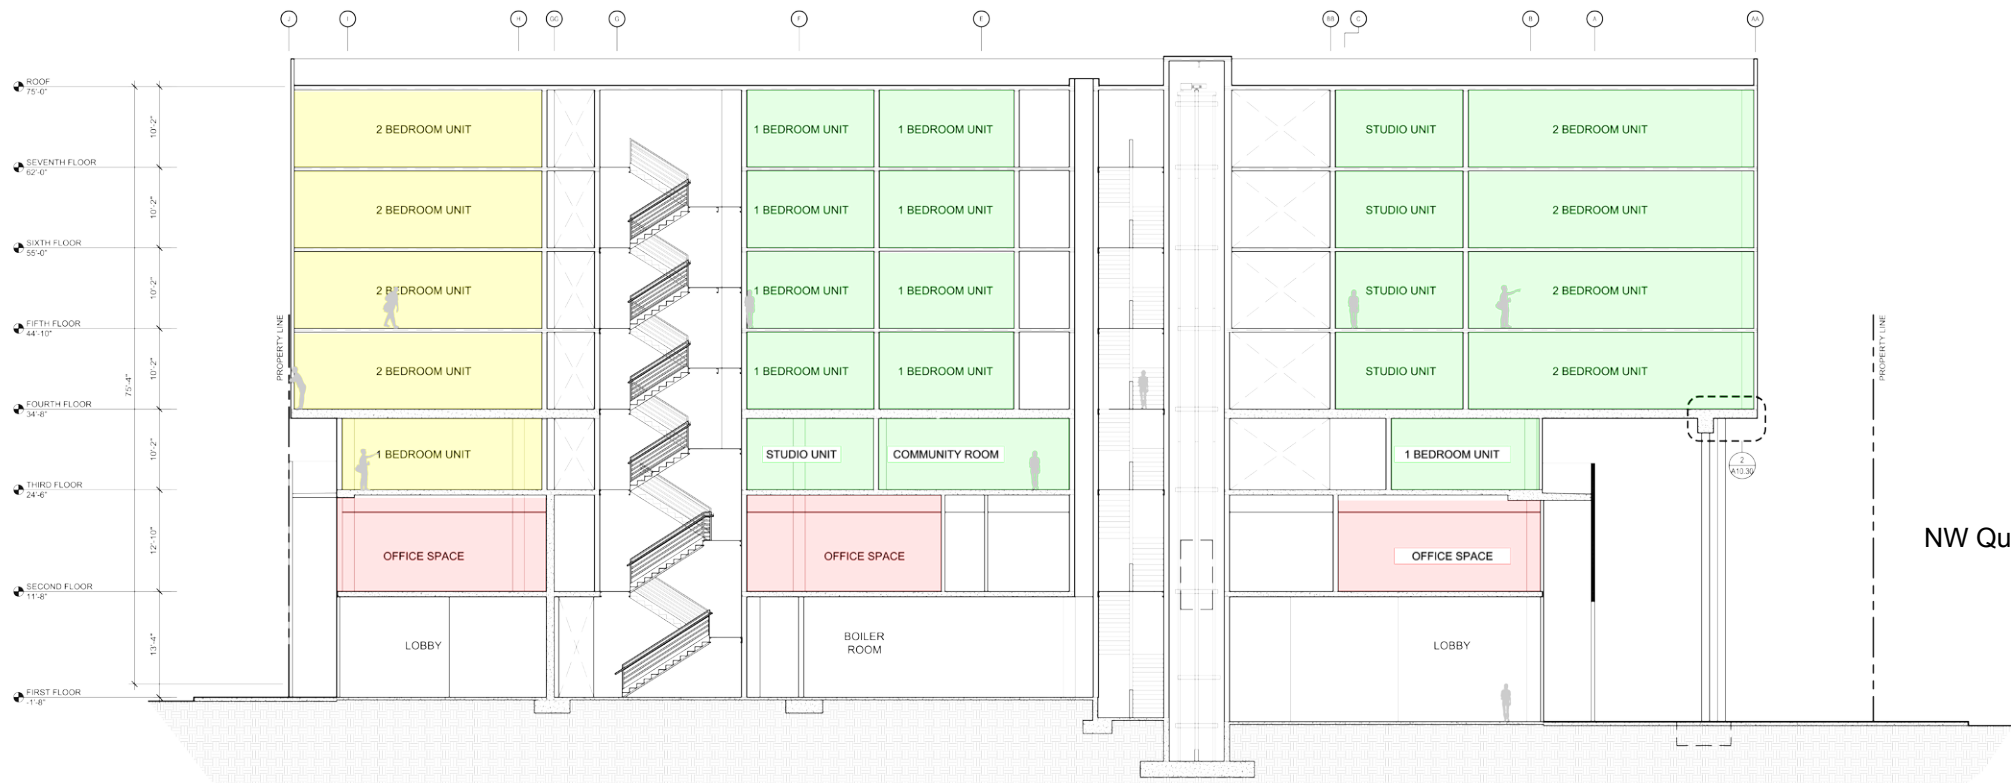 J I H GG G F E BB C B A AA
ROOF
75'-0"
10'-2"
2 BEDROOM UNIT 1 BEDROOM UNIT 1 BEDROOM UNIT STUDIO UNIT 2 BEDROOM UNIT
SEVENTH FLOOR
62'-0"
10'-2"
2 BEDROOM UNIT 1 BEDROOM UNIT 1 BEDROOM UNIT STUDIO UNIT 2 BEDROOM UNIT
SIXTH FLOOR
55'-0"
10'-2"
2 BEDROOM UNIT 1 BEDROOM UNIT 1 BEDROOM UNIT STUDIO UNIT 2 BEDROOM UNIT
FIFTH FLOOR
44'-10"
PROPERTY LINE
PROPERTY LINE
75'-4"
10'-2"
2 BEDROOM UNIT 1 BEDROOM UNIT 1 BEDROOM UNIT STUDIO UNIT 2 BEDROOM UNIT
FOURTH FLOOR
34'-8"
10'-2"
1 BEDROOM UNIT STUDIO UNIT COMMUNITY ROOM 1 BEDROOM UNIT
2
A10.30
THIRD FLOOR
24'-6"
12'-10"
OFFICE SPACE OFFICE SPACE OFFICE SPACE
NW Qu
SECOND FLOOR
11'-8"
13'-4"
LOBBY BOILER LOBBY
ROOM
FIRST FLOOR
-1'-8"